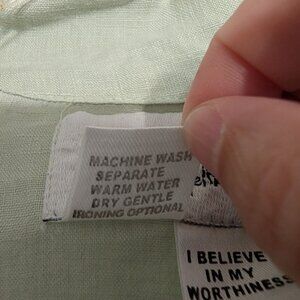 MACHINE WASH
SEPARATE
WARM WATER
DRY GENTLE
IRONING OPTIONAL
I BELIEVE
IN MY
WORTHINESS